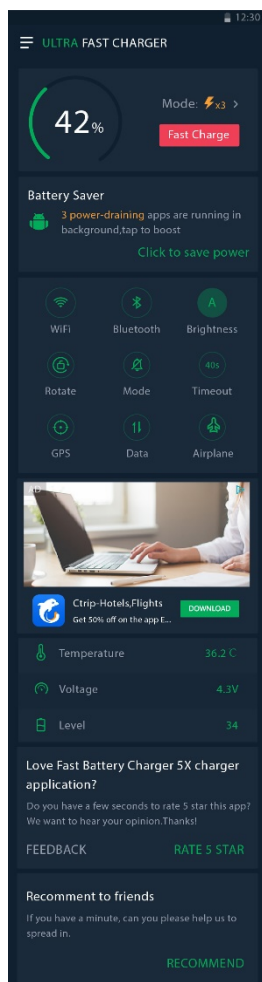 12:30
ULTRA FAST CHARGER
42%
Mode: x3 >
Fast Charge
Battery Saver
3 power-draining apps are running in
background,tap to boost
Click to save power
WiFi
Bluetooth
A
Brightness
Rotate
Mode
40s
Timeout
GPS
Data
Airplane
Ctrip-Hotels,Flights
Get 50% off on the app E...
DOWNLOAD
Temperature
36.2 C
Voltage
4.3V
Level
34
Love Fast Battery Charger 5X charger
application?
Do you have a few seconds to rate 5 star this app?
We want to hear your opinion.Thanks!
FEEDBACK
RATE 5 STAR
Recomment to friends
If you have a minute, can you please help us to
spread in.
RECOMMEND